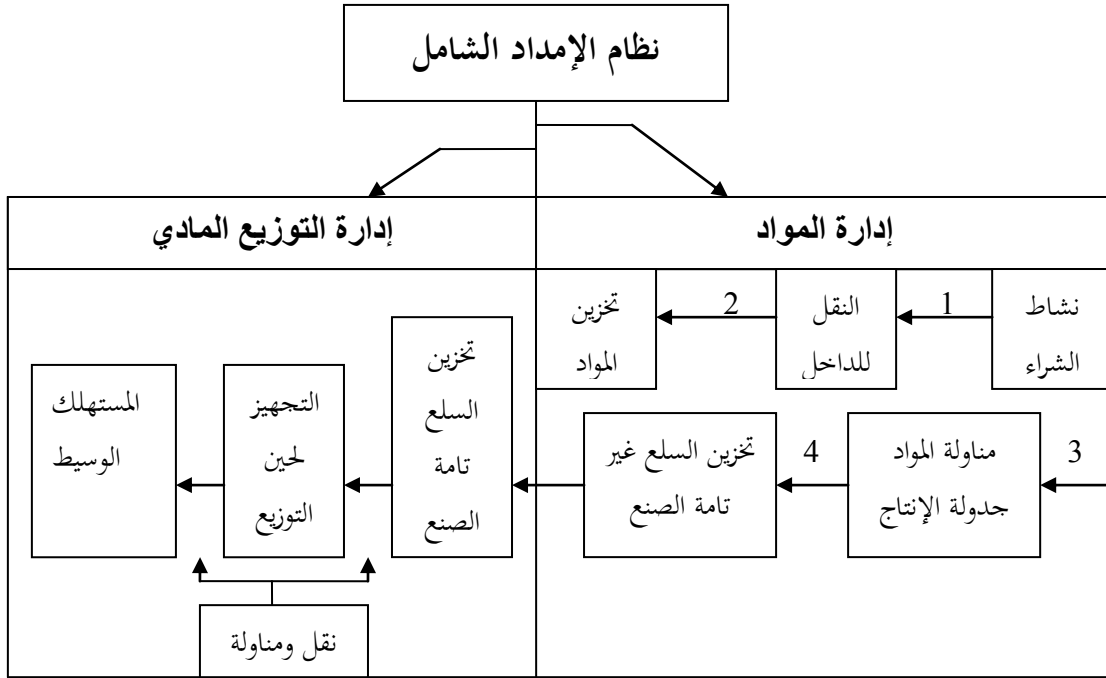 نظام الإمداد الشامل
إدارة المواد
إدارة التوزيع المادي
نشاط
الشراء
1
النقل
للداخل
2
تخزين
المواد
3
مناولة المواد
جدولة الإنتاج
4
تخزين السلع غير
تامة الصنع
تخزين
السلع
تامة
الصنع
التجهيز
لحين
التوزيع
المستهلك
الوسيط
نقل ومناولة